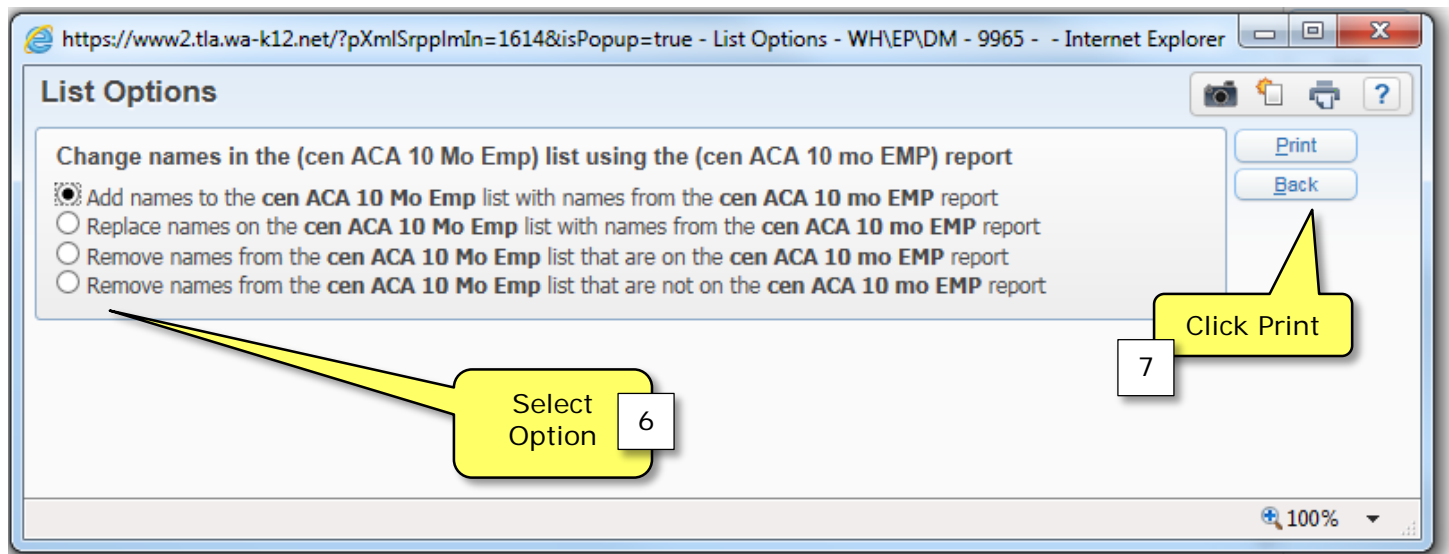 https://www2.tla.wa-k12.net/?pXmlSrppImIn=1614&isPopup=true - List Options - WH\EP\DM - 9965 - - Internet Explorer
List Options
?
Change names in the (cen ACA 10 Mo Emp) list using the (cen ACA 10 mo EMP) report
Add names to the cen ACA 10 Mo Emp list with names from the cen ACA 10 mo EMP report
Replace names on the cen ACA 10 Mo Emp list with names from the cen ACA 10 mo EMP report
Remove names from the cen ACA 10 Mo Emp list that are on the cen ACA 10 mo EMP report
Remove names from the cen ACA 10 Mo Emp list that are not on the cen ACA 10 mo EMP report
Print
Back
Click Print
7
Select
Option
6
100%